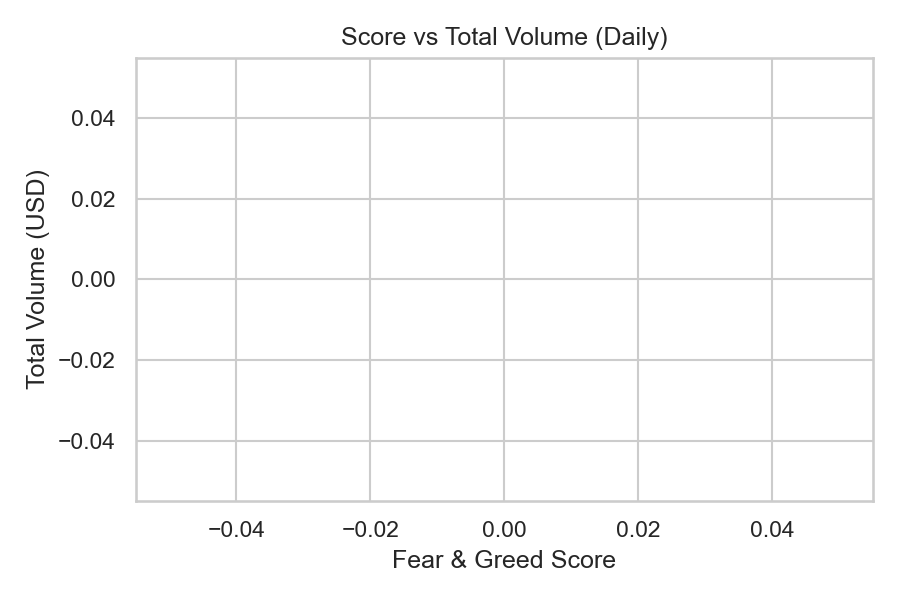 Score vs Total Volume (Daily)
Total Volume (USD)
0.04
0.02
0.00
−0.02
−0.04
−0.04 −0.02 0.00 0.02 0.04
Fear & Greed Score